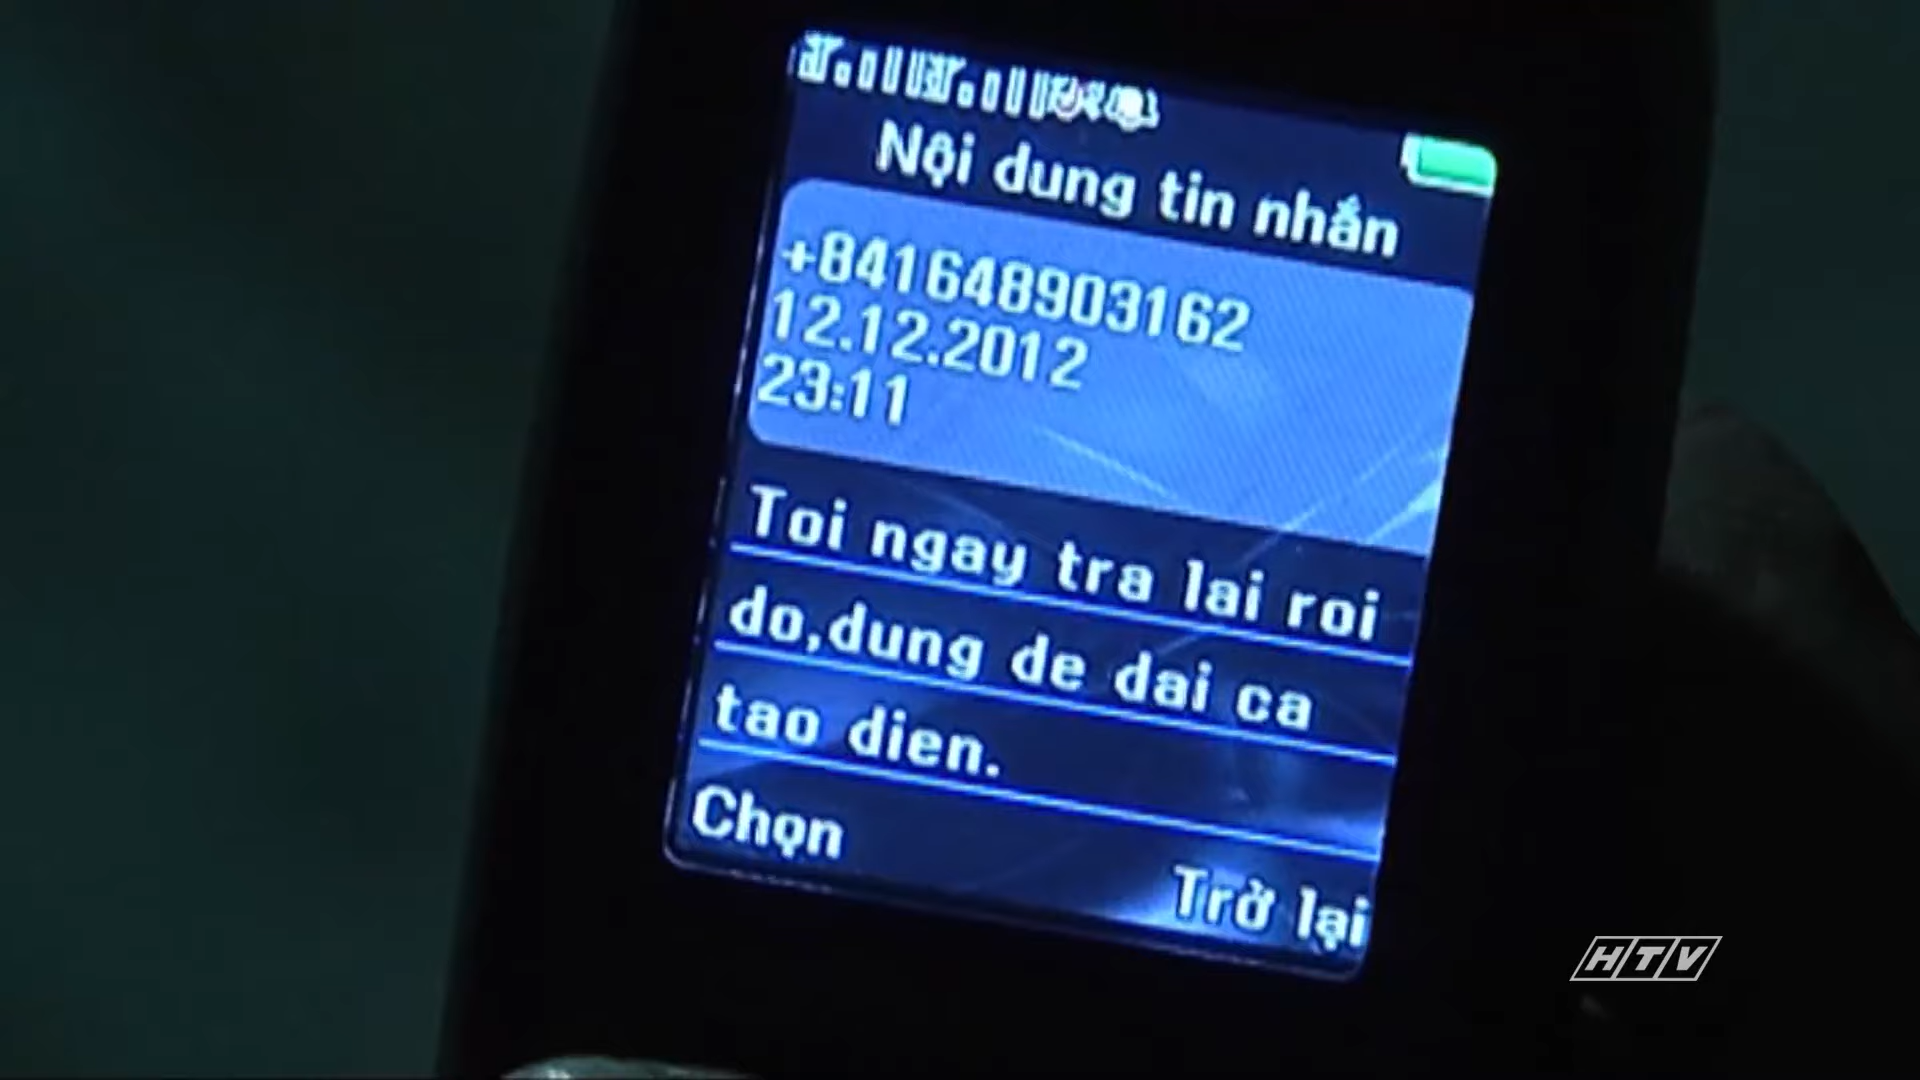 Nội dung tin nhắn
+841648903162
12.12.2012
23:11
Toi ngay tra lai roi
do,dung de dai ca
tao dien.
Chọn
Trở lại
HTV